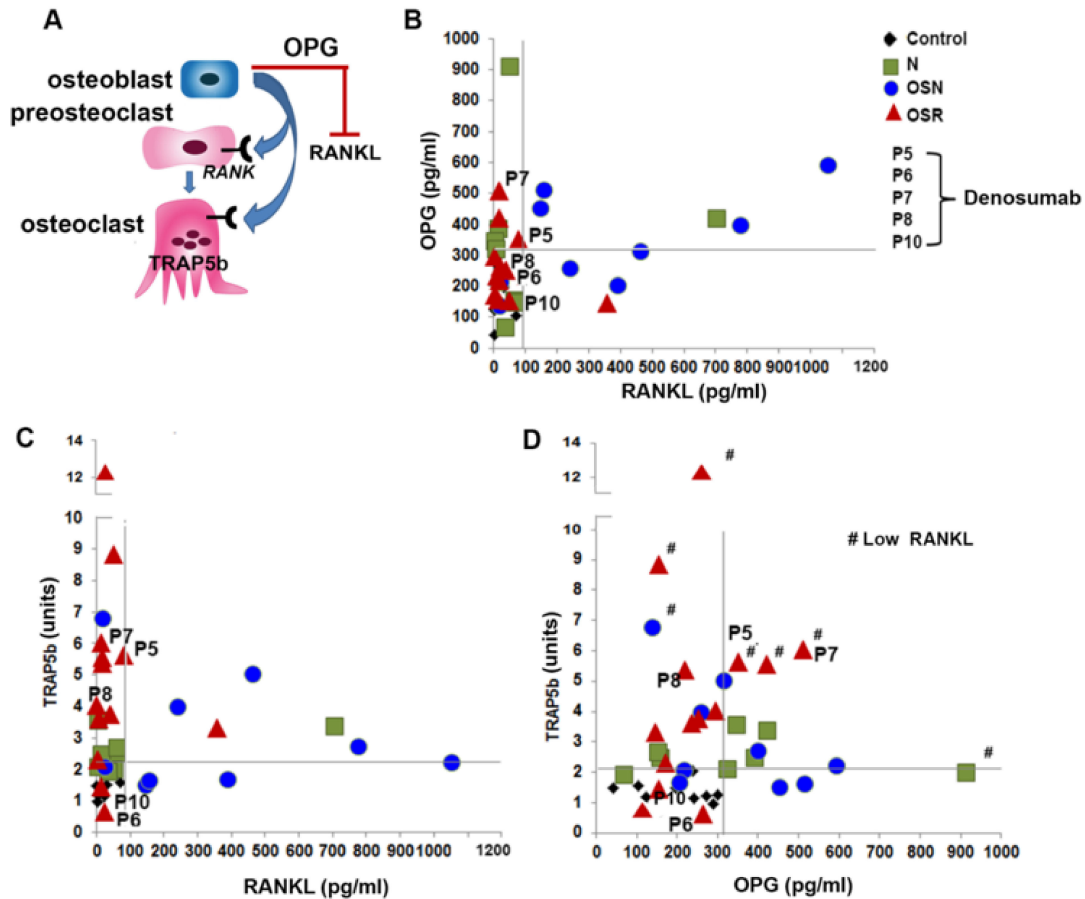 A
OPG
osteoblast
preosteoclast
RANK
RANKL
osteoclast
TRAP5b
B
1000
900
800
700
600
500
400
300
200
100
0
OPG (pg/ml)
P7
P5
P8
P6
P10
0 100 200 300 400 500 600 700 800 900 1000 1200
RANKL (pg/ml)
Control
N
OSN
OSR
P5
P6
P7
P8
P10
Denosumab
C
14
12
10
9
8
7
6
5
4
3
2
1
0
TRAP5b (units)
P7
P5
P8
P10
P6
0 100 200 300 400 500 600 700 800 900 1000 1200
RANKL (pg/ml)
D
14
12
10
9
8
7
6
5
4
3
2
1
0
TRAP5b (units)
#
# Low RANKL
#
#
P5
#
#
#
P7
P8
#
P10
P6
0 100 200 300 400 500 600 700 800 900 1000
OPG (pg/ml)